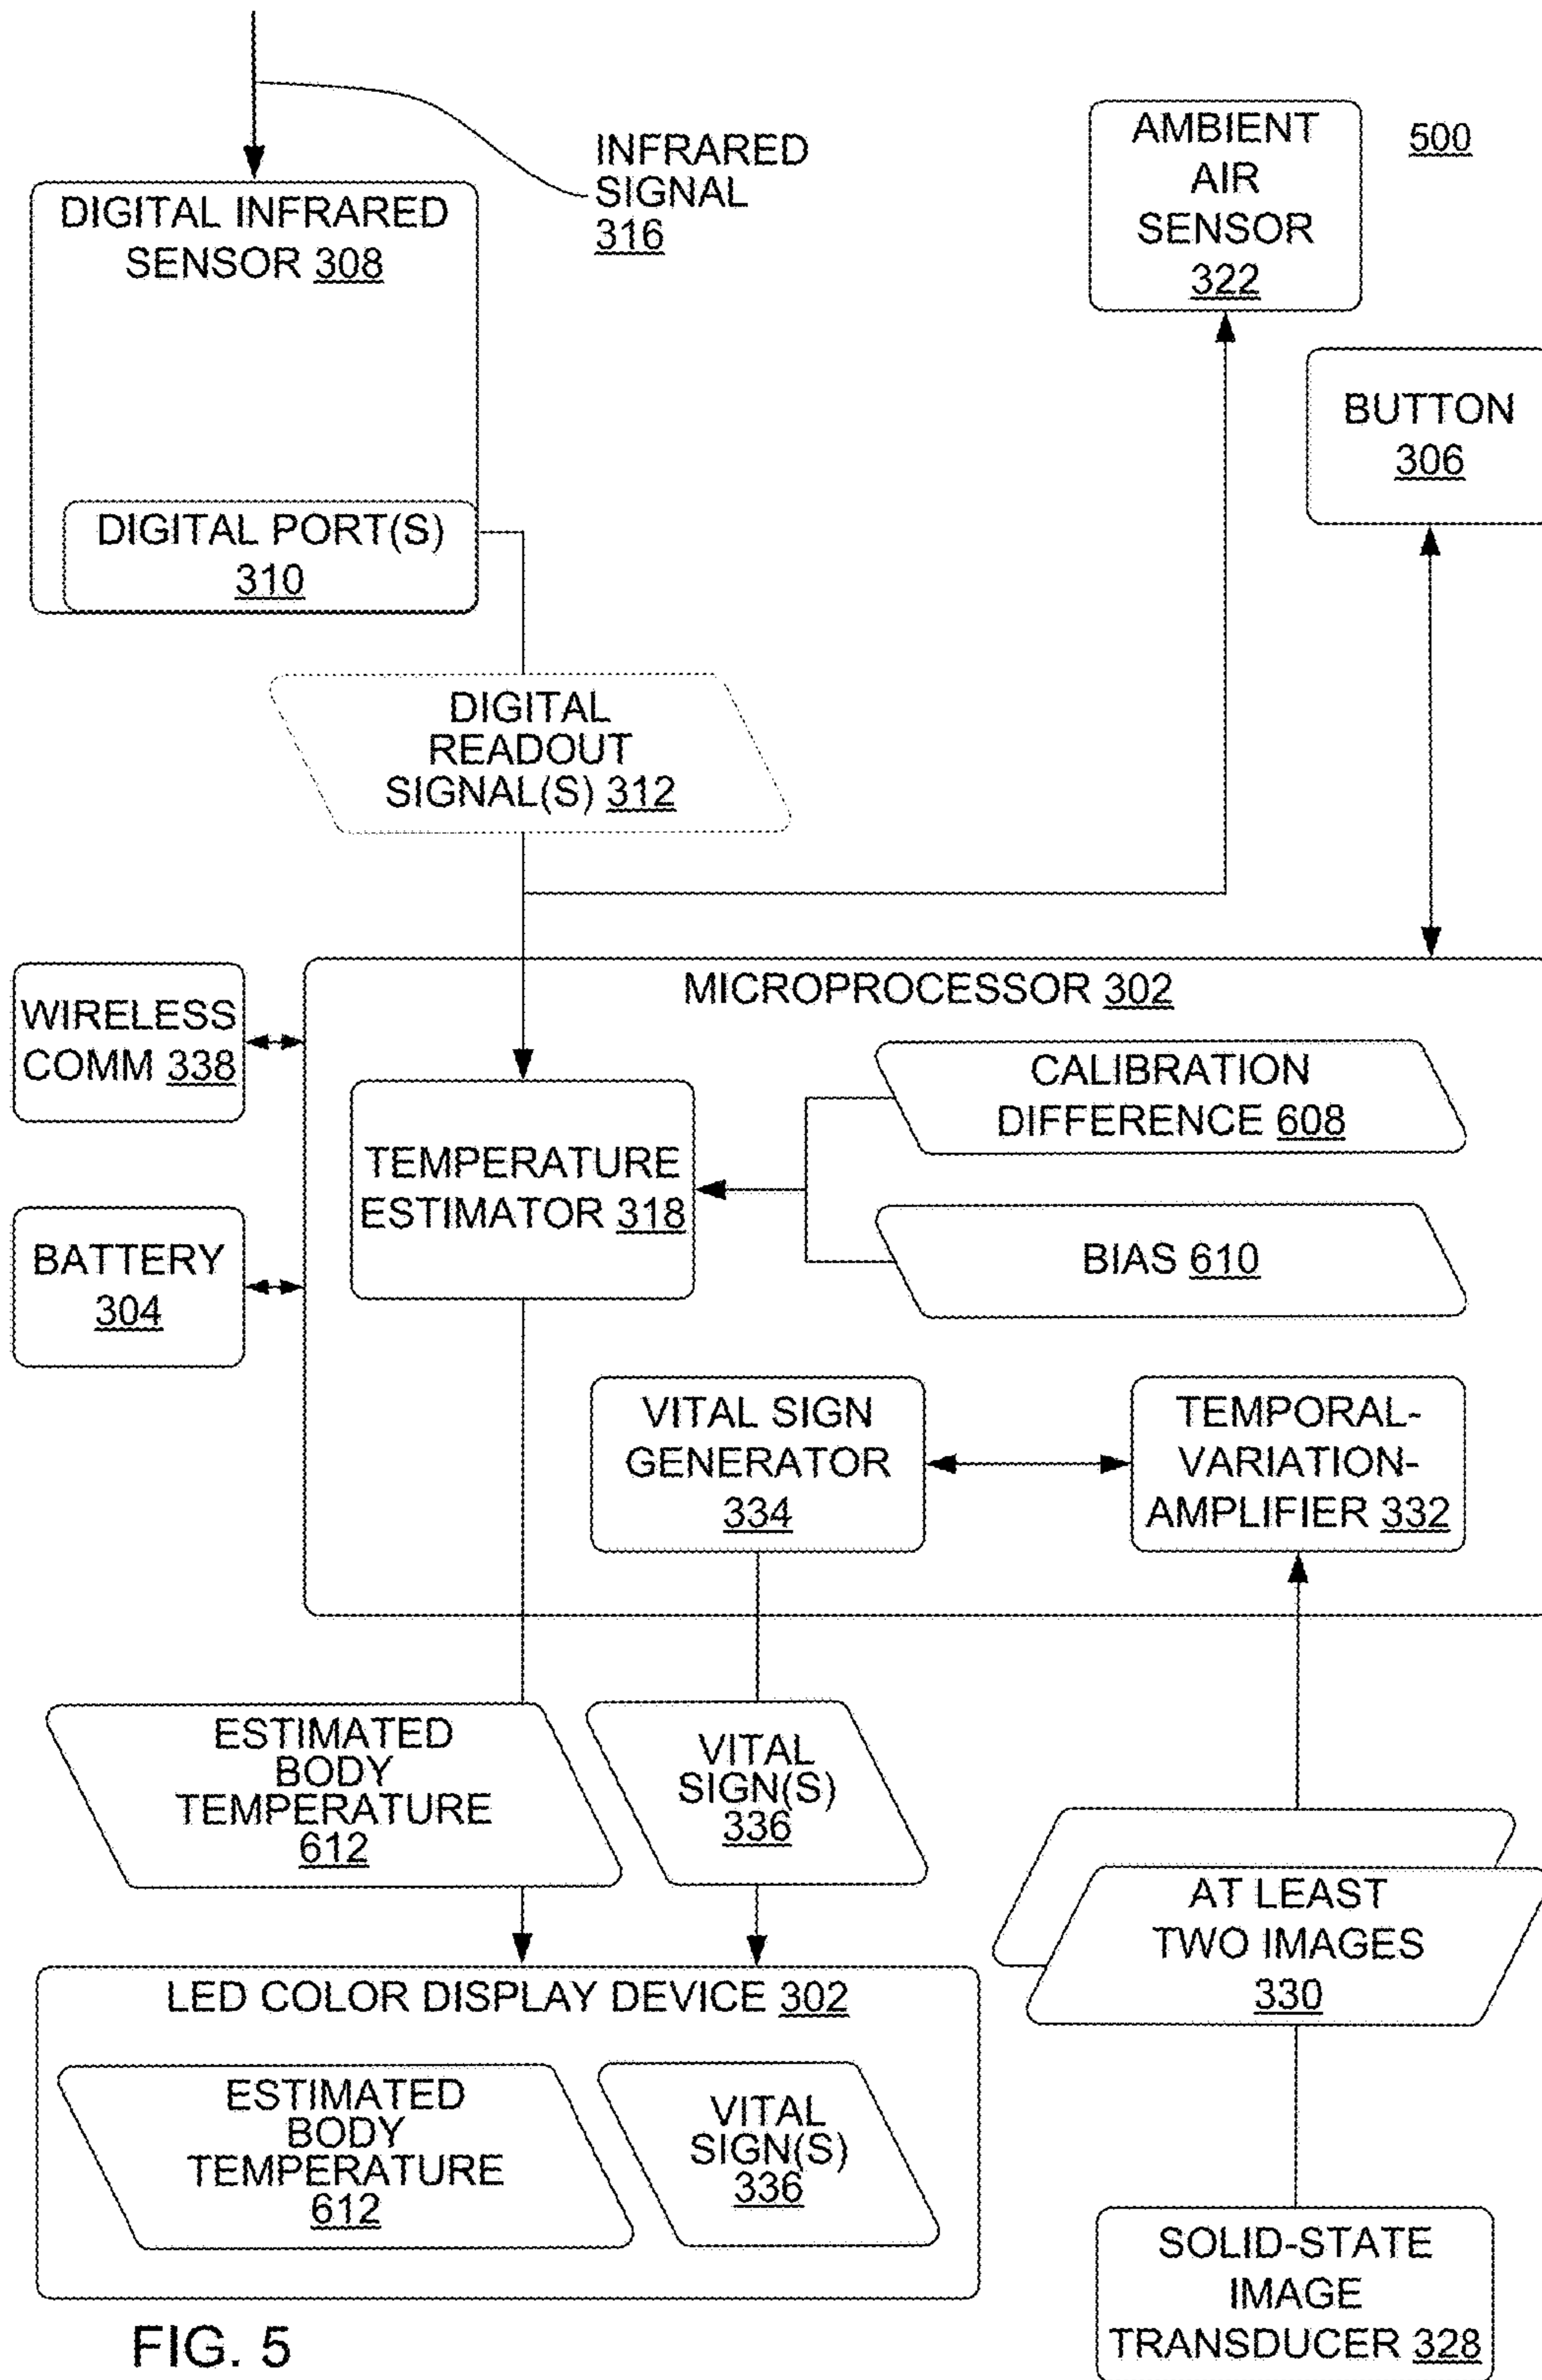 INFRARED
SIGNAL
316
AMBIENT
AIR
SENSOR
322
500
DIGITAL INFRARED
SENSOR 308
BUTTON
306
DIGITAL PORT(S)
310
DIGITAL
READOUT
SIGNAL(S) 312
MICROPROCESSOR 302
WIRELESS
COMM 338
CALIBRATION
DIFFERENCE 608
TEMPERATURE
ESTIMATOR 318
BATTERY
304
BIAS 610
VITAL SIGN
GENERATOR
334
TEMPORAL-
VARIATION-
AMPLIFIER 332
ESTIMATED
BODY
TEMPERATURE
612
VITAL
SIGN(S)
336
AT LEAST
TWO IMAGES
330
LED COLOR DISPLAY DEVICE 302
ESTIMATED
BODY
TEMPERATURE
612
VITAL
SIGN(S)
336
SOLID-STATE
IMAGE
TRANSDUCER 328
FIG. 5